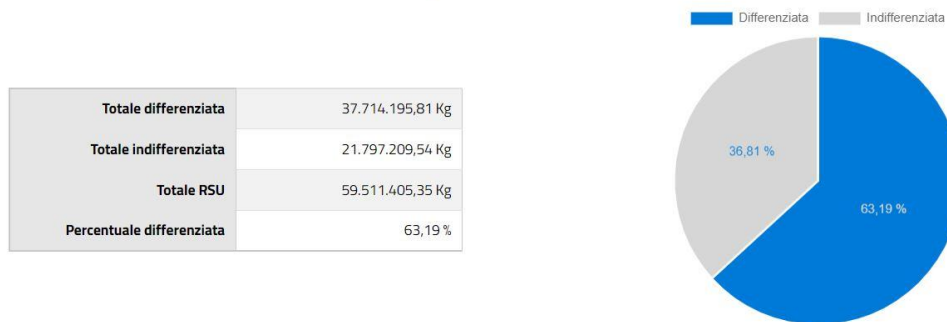 Differenziata Indifferenziata
Totale differenziata 37.714.195,81 Kg
Totale indifferenziata 21.797.209,54 Kg
Totale RSU 59.511.405,35 Kg
Percentuale differenziata 63,19 %
36,81 %
63,19 %